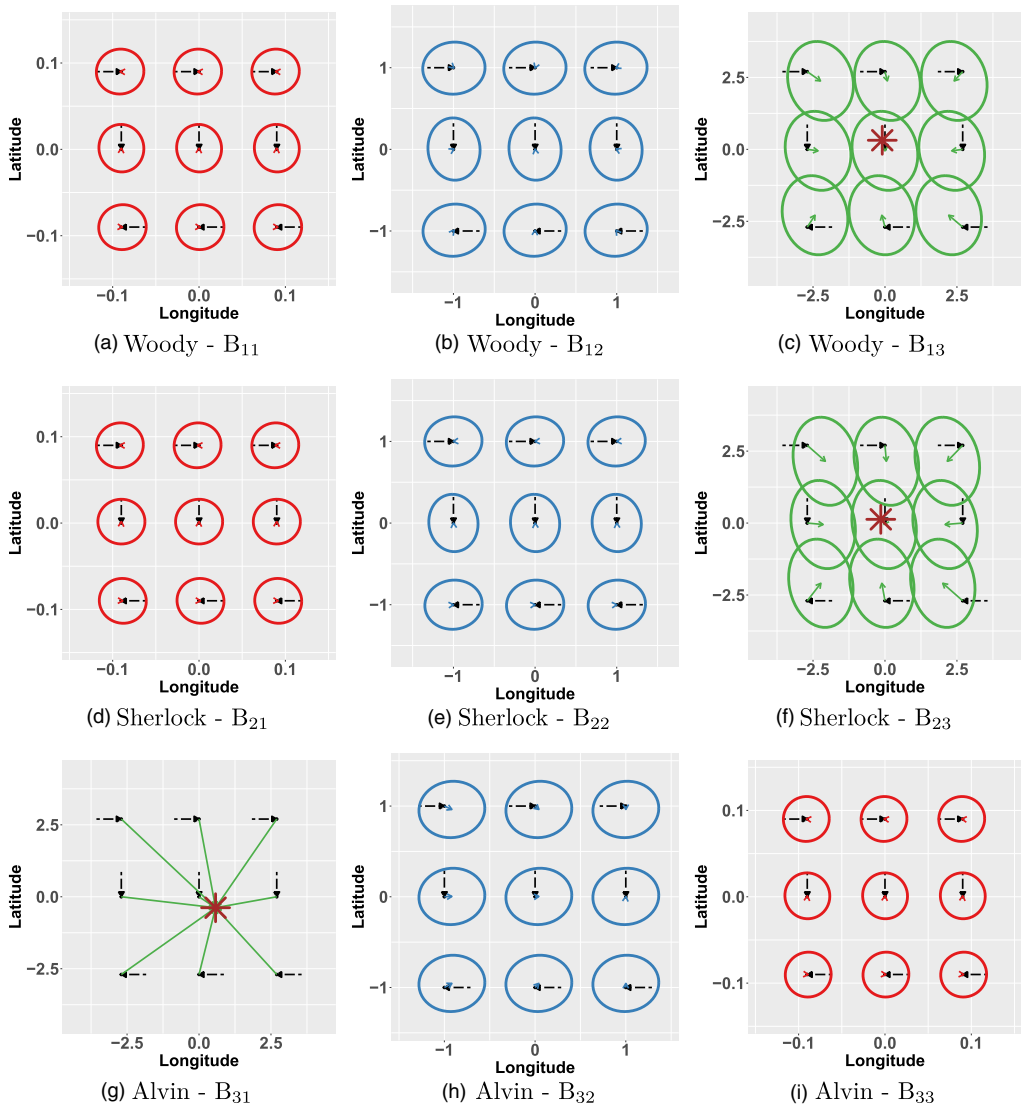 Latitude
0.1
0.0
−0.1
−0.1 0.0 0.1
Longitude
(a) Woody - B11
Latitude
1
0
−1
−1 0 1
Longitude
(b) Woody - B12
Latitude
2.5
0.0
−2.5
−2.5 0.0 2.5
Longitude
(c) Woody - B13
Latitude
0.1
0.0
−0.1
−0.1 0.0 0.1
Longitude
(d) Sherlock - B21
Latitude
1
0
−1
−1 0 1
Longitude
(e) Sherlock - B22
Latitude
2.5
0.0
−2.5
−2.5 0.0 2.5
Longitude
(f) Sherlock - B23
Latitude
2.5
0.0
−2.5
−2.5 0.0 2.5
Longitude
(g) Alvin - B31
Latitude
1
0
−1
−1 0 1
Longitude
(h) Alvin - B32
Latitude
0.1
0.0
−0.1
−0.1 0.0 0.1
Longitude
(i) Alvin - B33